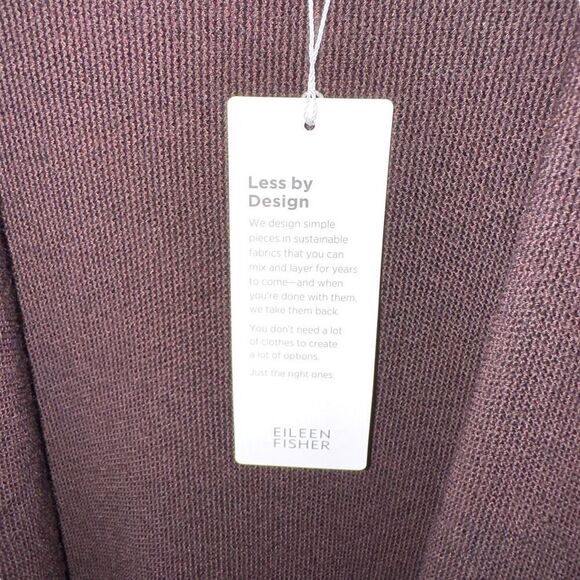 Less by
Design
We design simple
pieces in sustainable
fabrics that you can
mix and layer for years
to come—and when
you're done with them,
we take them back.
You don't need a lot
of clothes to create
a lot of options.
Just the right ones.
EILEEN
FISHER